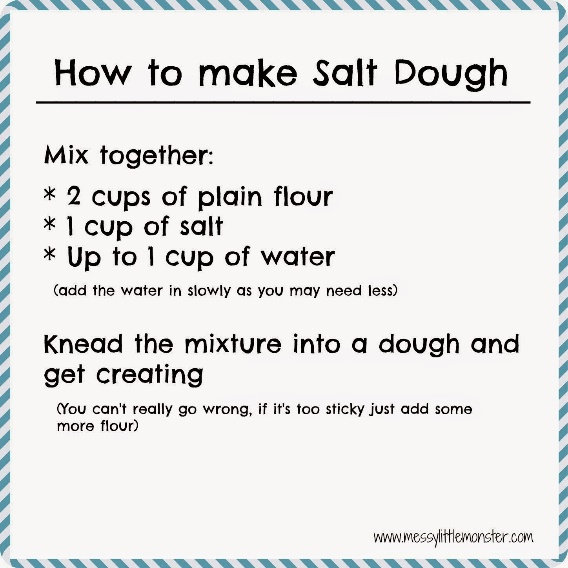 How to make Salt Dough
Mix together:
* 2 cups of plain flour
* 1 cup of salt
* Up to 1 cup of water
(add the water in slowly as you may need less)
Knead the mixture into a dough and
get creating
(You can't really go wrong, if it's too sticky just add some
more flour)
www.messylittlemonster.com